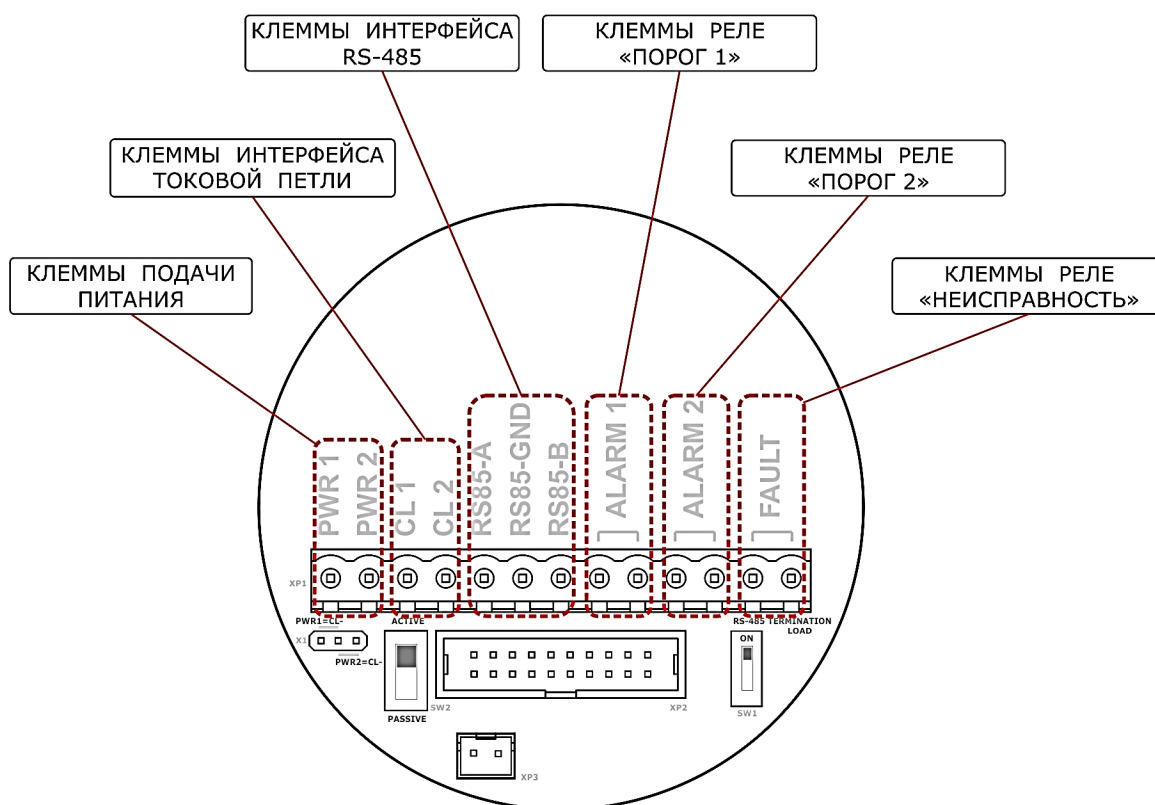 КЛЕММЫ ИНТЕРФЕЙСА
RS-485
КЛЕММЫ РЕЛЕ
«ПОРОГ 1»
КЛЕММЫ ИНТЕРФЕЙСА
ТОКОВОЙ ПЕТЛИ
КЛЕММЫ РЕЛЕ
«ПОРОГ 2»
КЛЕММЫ ПОДАЧИ
ПИТАНИЯ
КЛЕММЫ РЕЛЕ
«НЕИСПРАВНОСТЬ»
PWR 1
PWR 2
CL 1
CL 2
RS85-A
RS85-GND
RS85-B
ALARM 1
ALARM 2
FAULT
XP1
PWR1=CL-
ACTIVE
RS-485 TERMINATION
LOAD
X1
ON
PWR2=CL-
PASSIVE
SW2
XP2
SW1
XP3